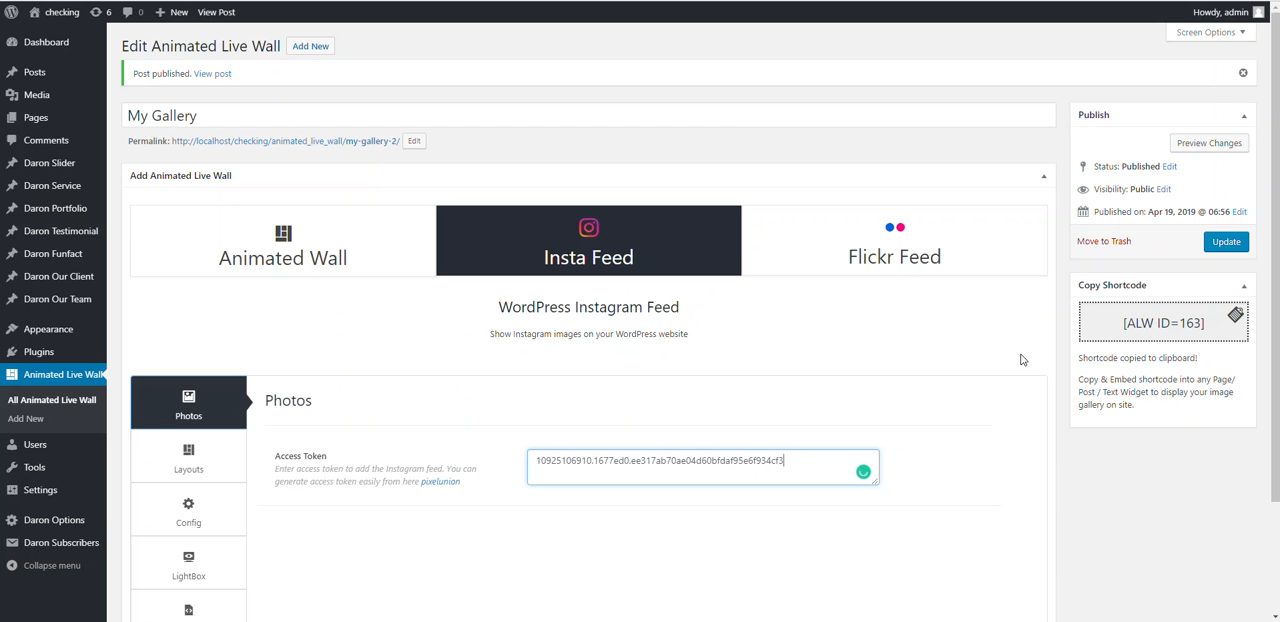 checking
6
0
New
View Post
Howdy, admin
Screen Options
Dashboard
Posts
Media
Pages
Comments
Daron Slider
Daron Service
Daron Portfolio
Daron Testimonial
Daron Funfact
Daron Our Client
Daron Our Team
Appearance
Plugins
Animated Live Wall
All Animated Live Wall
Add New
Users
Tools
Settings
Daron Options
Daron Subscribers
Collapse menu
Edit Animated Live Wall
Add New
Post published. View post
My Gallery
Permalink: http://localhost/checking/animated_live_wall/my-gallery-2/
Edit
Add Animated Live Wall
Animated Wall
Insta Feed
Flickr Feed
WordPress Instagram Feed
Show Instagram images on your WordPress website
Photos
Layouts
Config
LightBox
Photos
Access Token
Enter access token to add the Instagram feed. You can
generate access token easily from here pixelunion
10925106910.1677ed0.ee317ab70ae04d60bfdaf95e6f934cf3
Publish
Preview Changes
Status: Published Edit
Visibility: Public Edit
Published on: Apr 19, 2019 @ 06:56 Edit
Move to Trash
Update
Copy Shortcode
[ALW ID=163]
Shortcode copied to clipboard!
Copy & Embed shortcode into any Page/
Post / Text Widget to display your image
gallery on site.